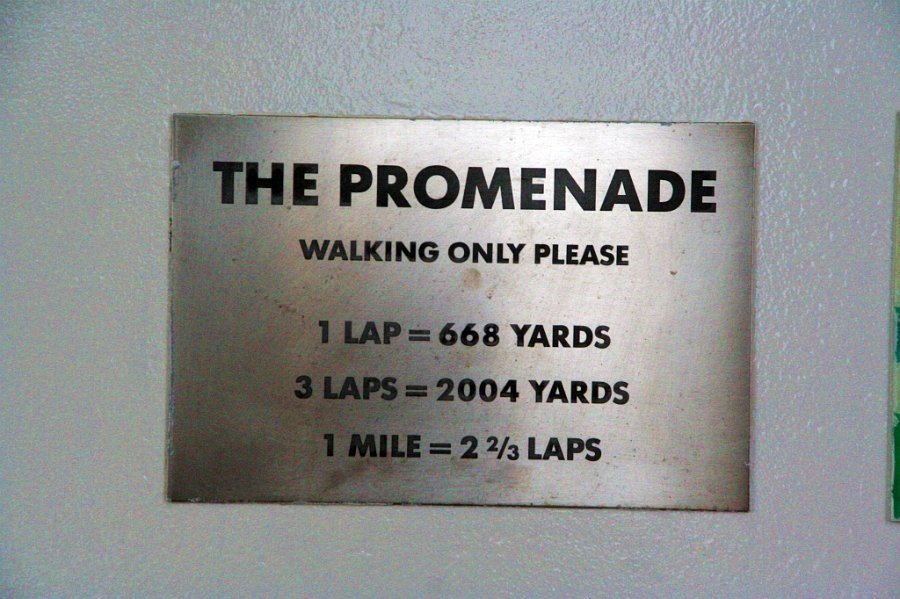 THE PROMENADE
WALKING ONLY PLEASE
1 LAP = 668 YARDS
3 LAPS = 2004 YARDS
1 MILE = 2 2/3 LAPS